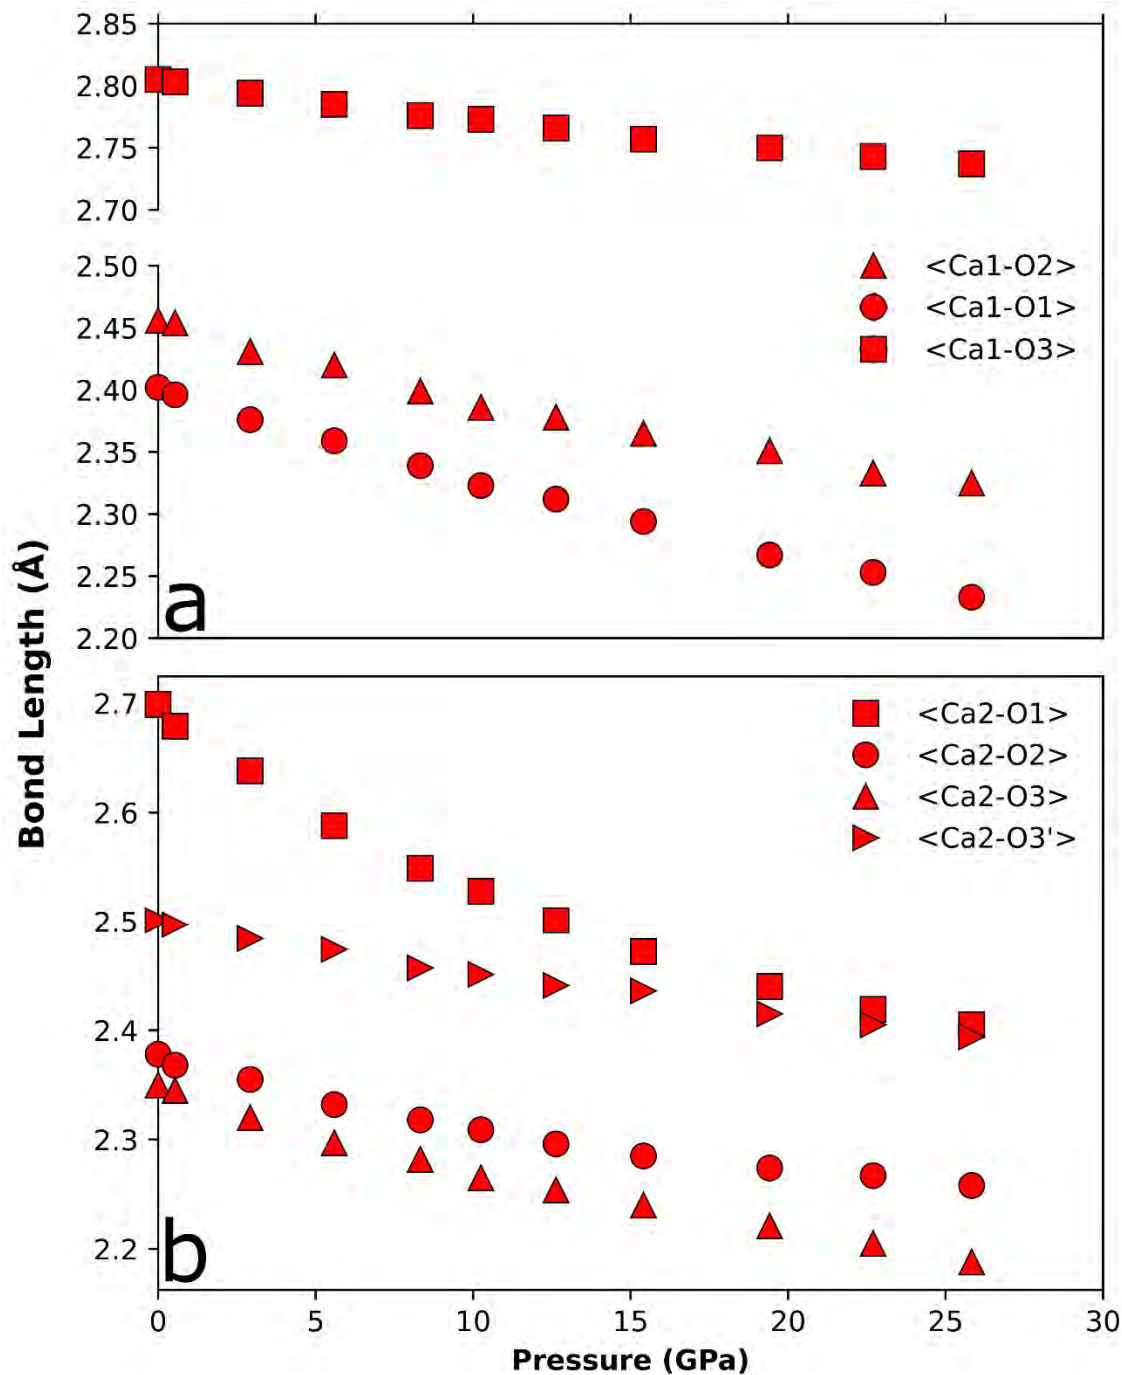 2.85
2.80
2.75
2.70
2.50
2.45
2.40
2.35
2.30
2.25
2.20
<Ca1-O2>
<Ca1-O1>
<Ca1-O3>
a
Bond Length (Å)
2.7
2.6
2.5
2.4
2.3
2.2
<Ca2-O1>
<Ca2-O2>
<Ca2-O3>
<Ca2-O3'>
b
0 5 10 15 20 25 30
Pressure (GPa)